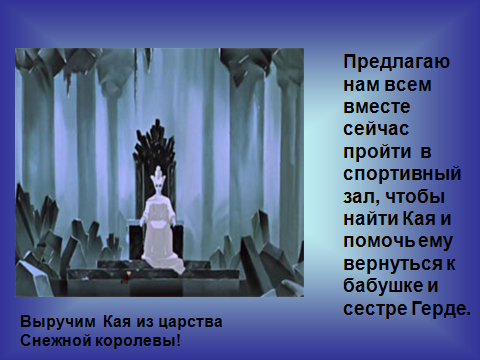 Предлагаю
нам всем
вместе
сейчас
пройти в
спортивный
зал, чтобы
найти Кая и
помочь ему
вернуться к
бабушке и
сестре Герде.
Выручим Кая из царства
Снежной королевы!